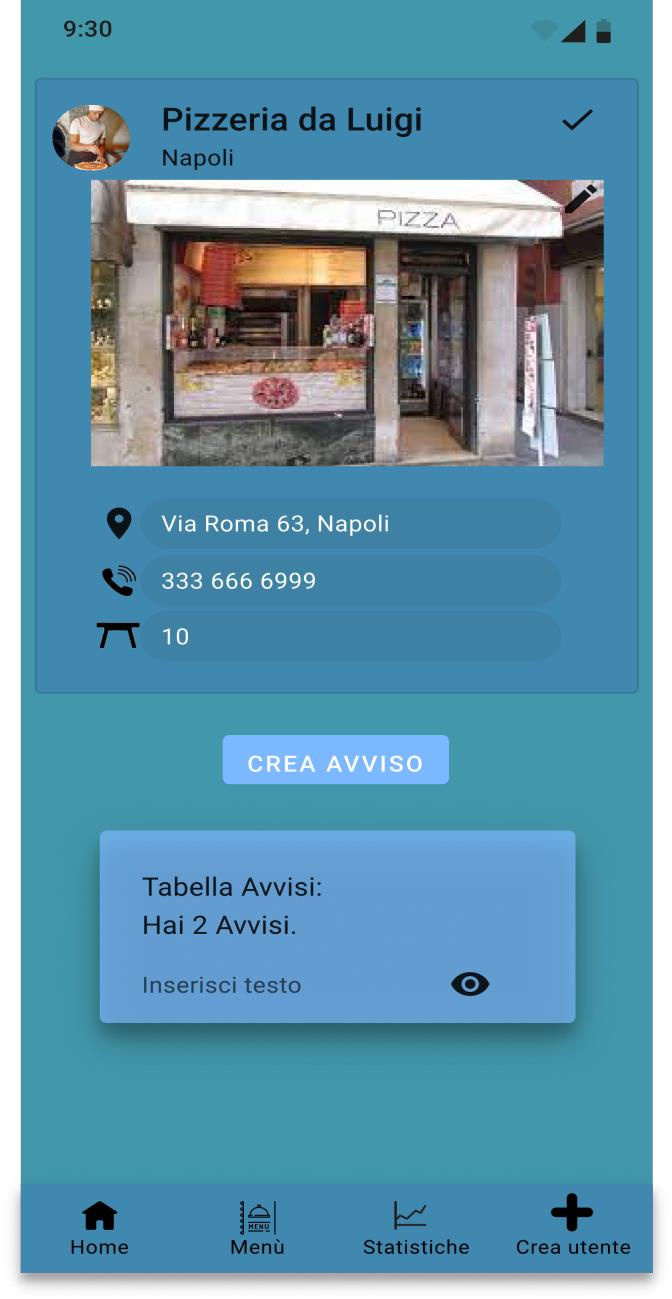 9:30
Pizzeria da Luigi
Napoli
PIZZA
Via Roma 63, Napoli
333 666 6999
10
CREA AVVISO
Tabella Avvisi:
Hai 2 Avvisi.
Inserisci testo
MENU
Home
Menù
Statistiche
Crea utente